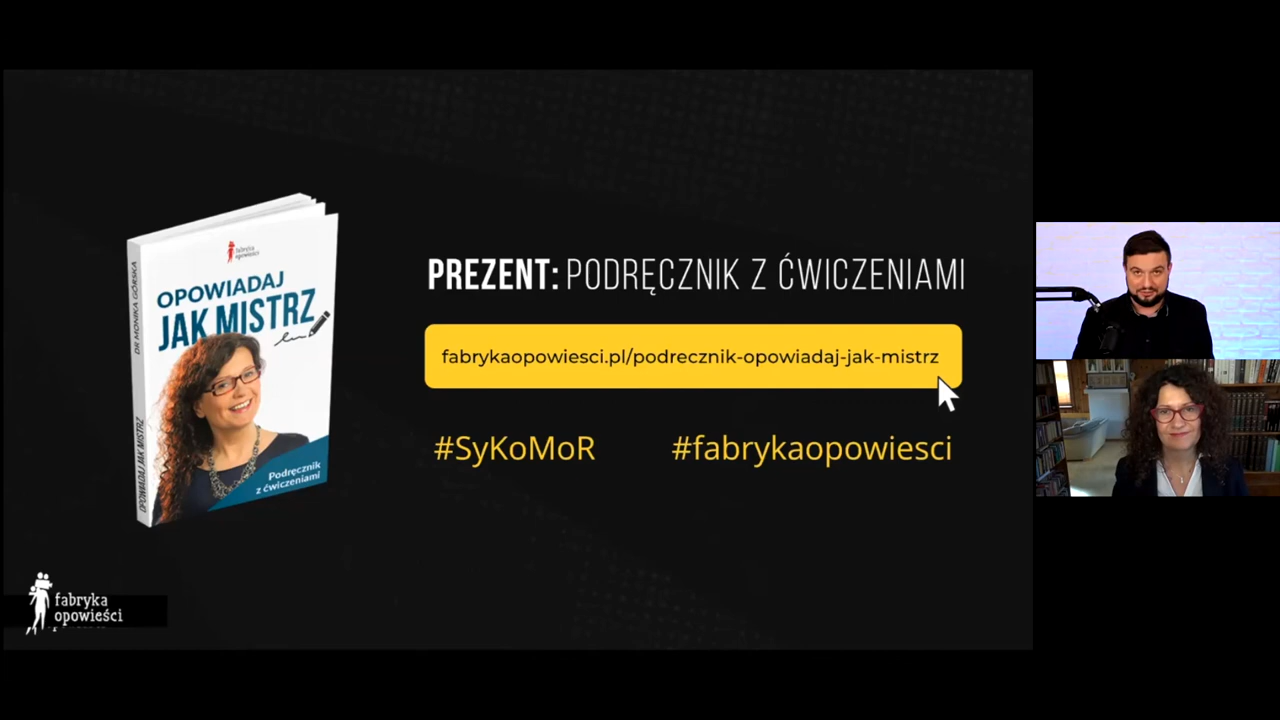 DR MONIKA GÓRSKA
OPOWIADAJ JAK MISTRZ
fabryka
opowieści
OPOWIADAJ
JAK MISTRZ
Podręcznik
z ćwiczeniami
PREZENT: PODRĘCZNIK Z ĆWICZENIAMI
fabrykaopowiesci.pl/podrecznik-opowiadaj-jak-mistrz
#SyKoMoR #fabrykaopowiesci
fabryka
opowieści